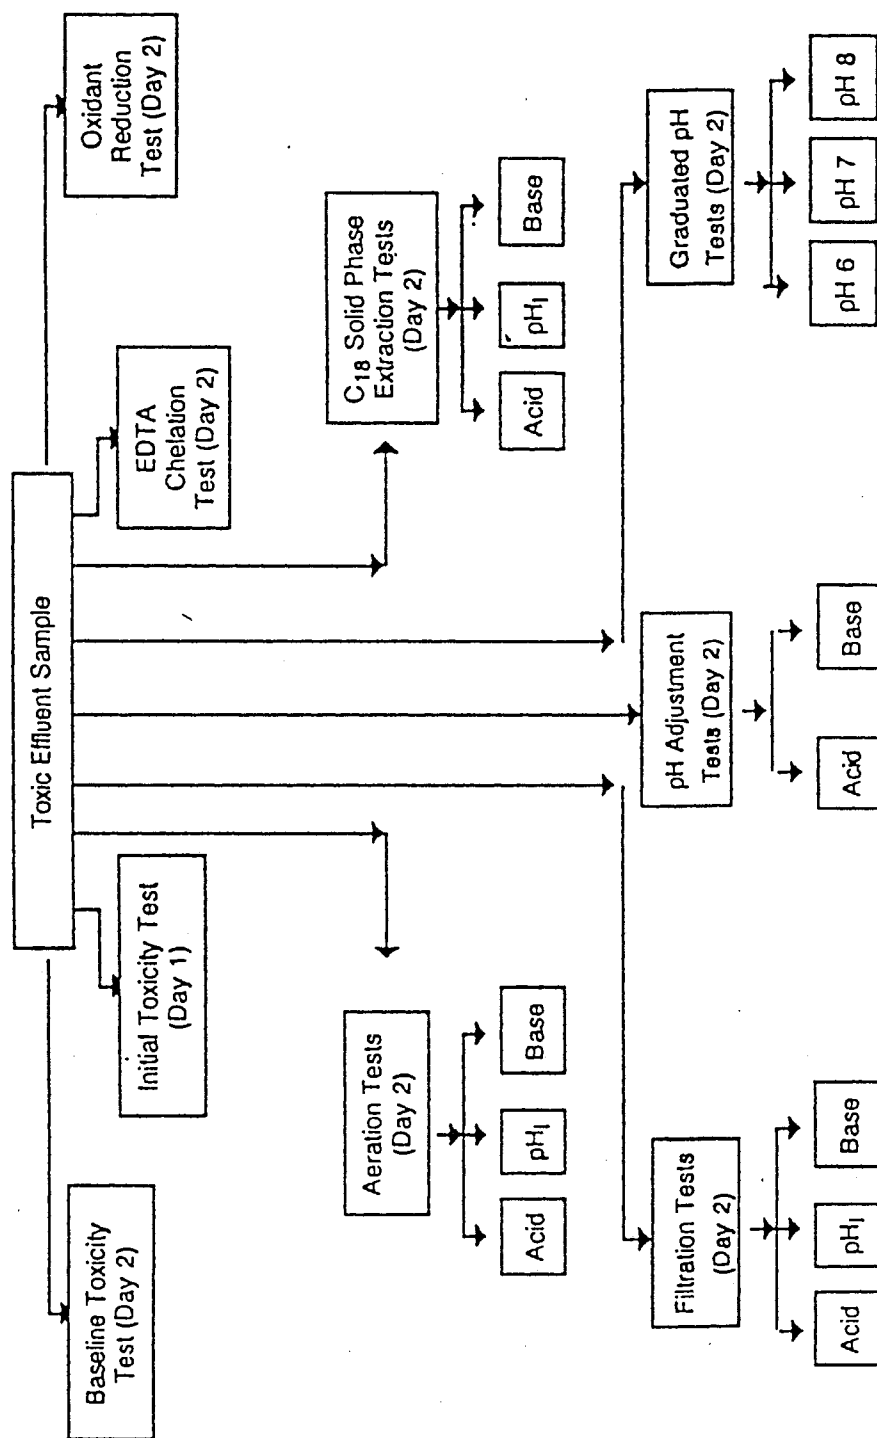 Toxic Effluent Sample
Baseline Toxicity
Test (Day 2)
Initial Toxicity Test
(Day 1)
EDTA
Chelation
Test (Day 2)
Oxidant
Reduction
Test (Day 2)
Aeration Tests
(Day 2)
Acid
pHI
Base
C18 Solid Phase
Extraction Tests
(Day 2)
Acid
pHI
Base
Filtration Tests
(Day 2)
Acid
pHI
Base
pH Adjustment
Tests (Day 2)
Acid
Base
Graduated pH
Tests (Day 2)
pH 6
pH 7
pH 8